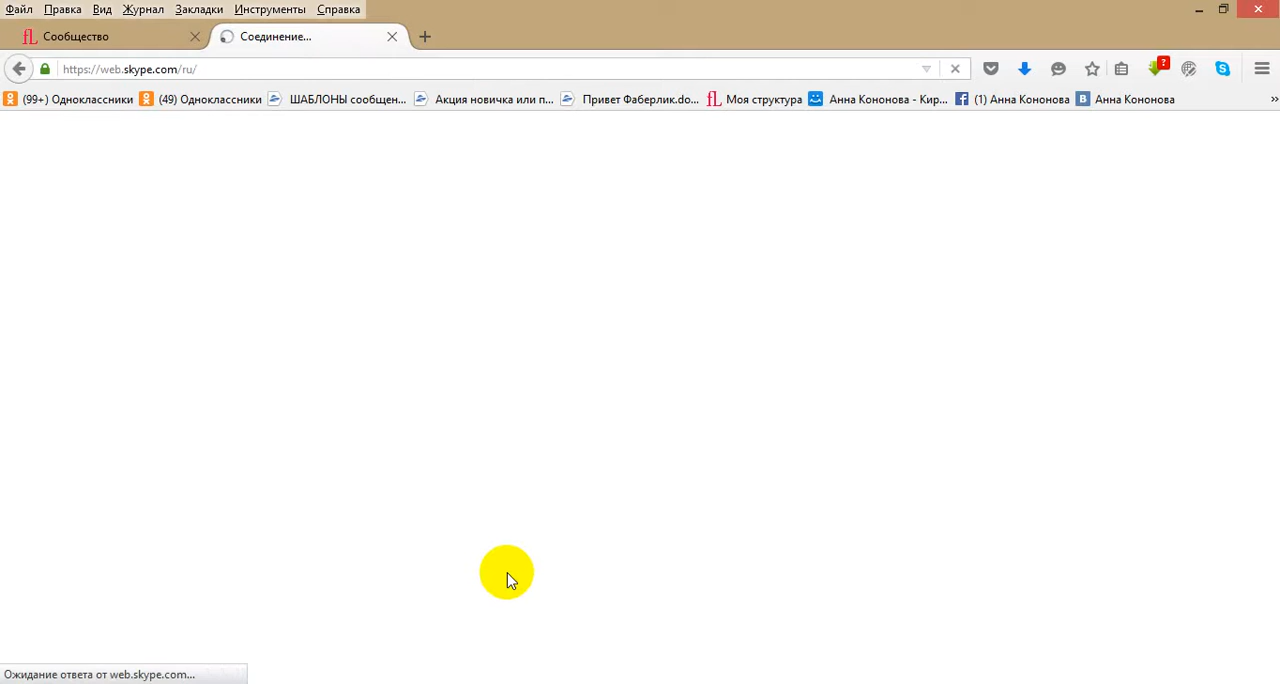 Файл Правка Вид Журнал Закладки Инструменты Справка
fL Сообщество Соединение...
https://web.skype.com/ru/
(99+) Одноклассники (49) Одноклассники ШАБЛОНЫ сообщен... Акция новичка или п... Привет Фаберлик.do... fL Моя структура Анна Кононова - Кир... (1) Анна Кононова Анна Кононова »
Ожидание ответа от web.skype.com...